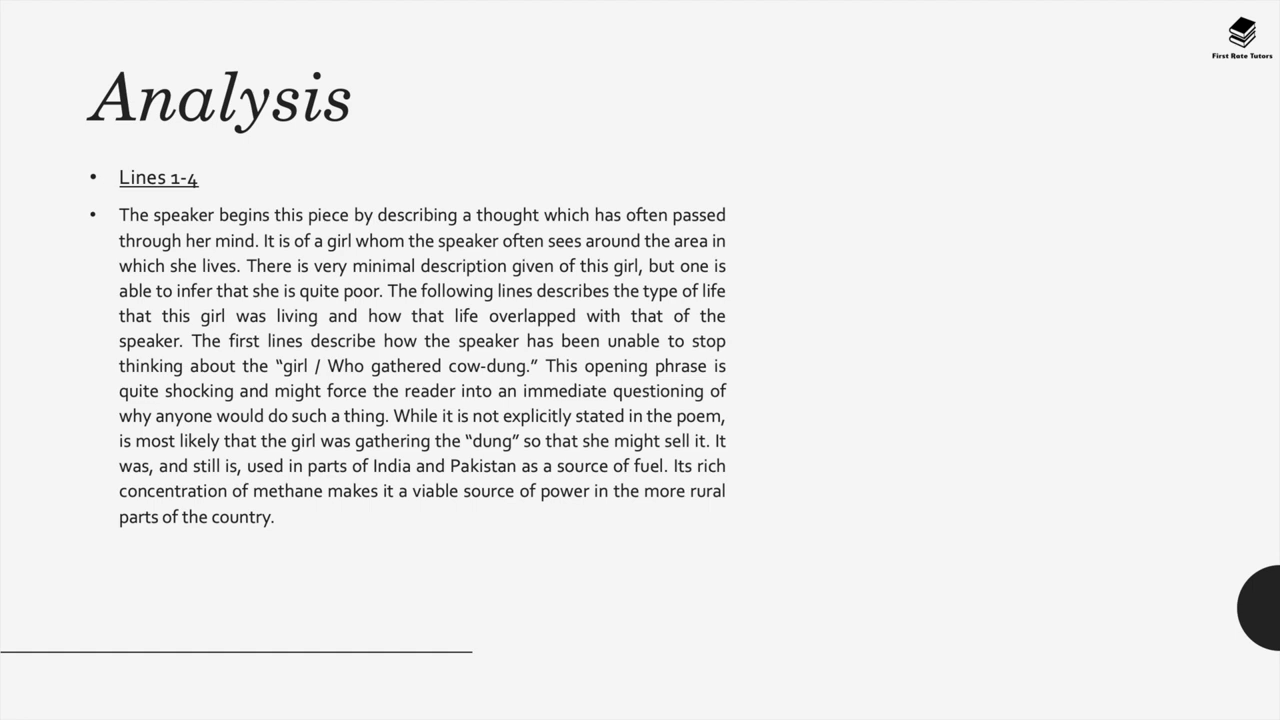 First Rate Tutors
Analysis
• Lines 1-4
• The speaker begins this piece by describing a thought which has often passed
through her mind. It is of a girl whom the speaker often sees around the area in
which she lives. There is very minimal description given of this girl, but one is
able to infer that she is quite poor. The following lines describes the type of life
that this girl was living and how that life overlapped with that of the
speaker. The first lines describe how the speaker has been unable to stop
thinking about the “girl / Who gathered cow-dung.” This opening phrase is
quite shocking and might force the reader into an immediate questioning of
why anyone would do such a thing. While it is not explicitly stated in the poem,
is most likely that the girl was gathering the “dung” so that she might sell it. It
was, and still is, used in parts of India and Pakistan as a source of fuel. Its rich
concentration of methane makes it a viable source of power in the more rural
parts of the country.